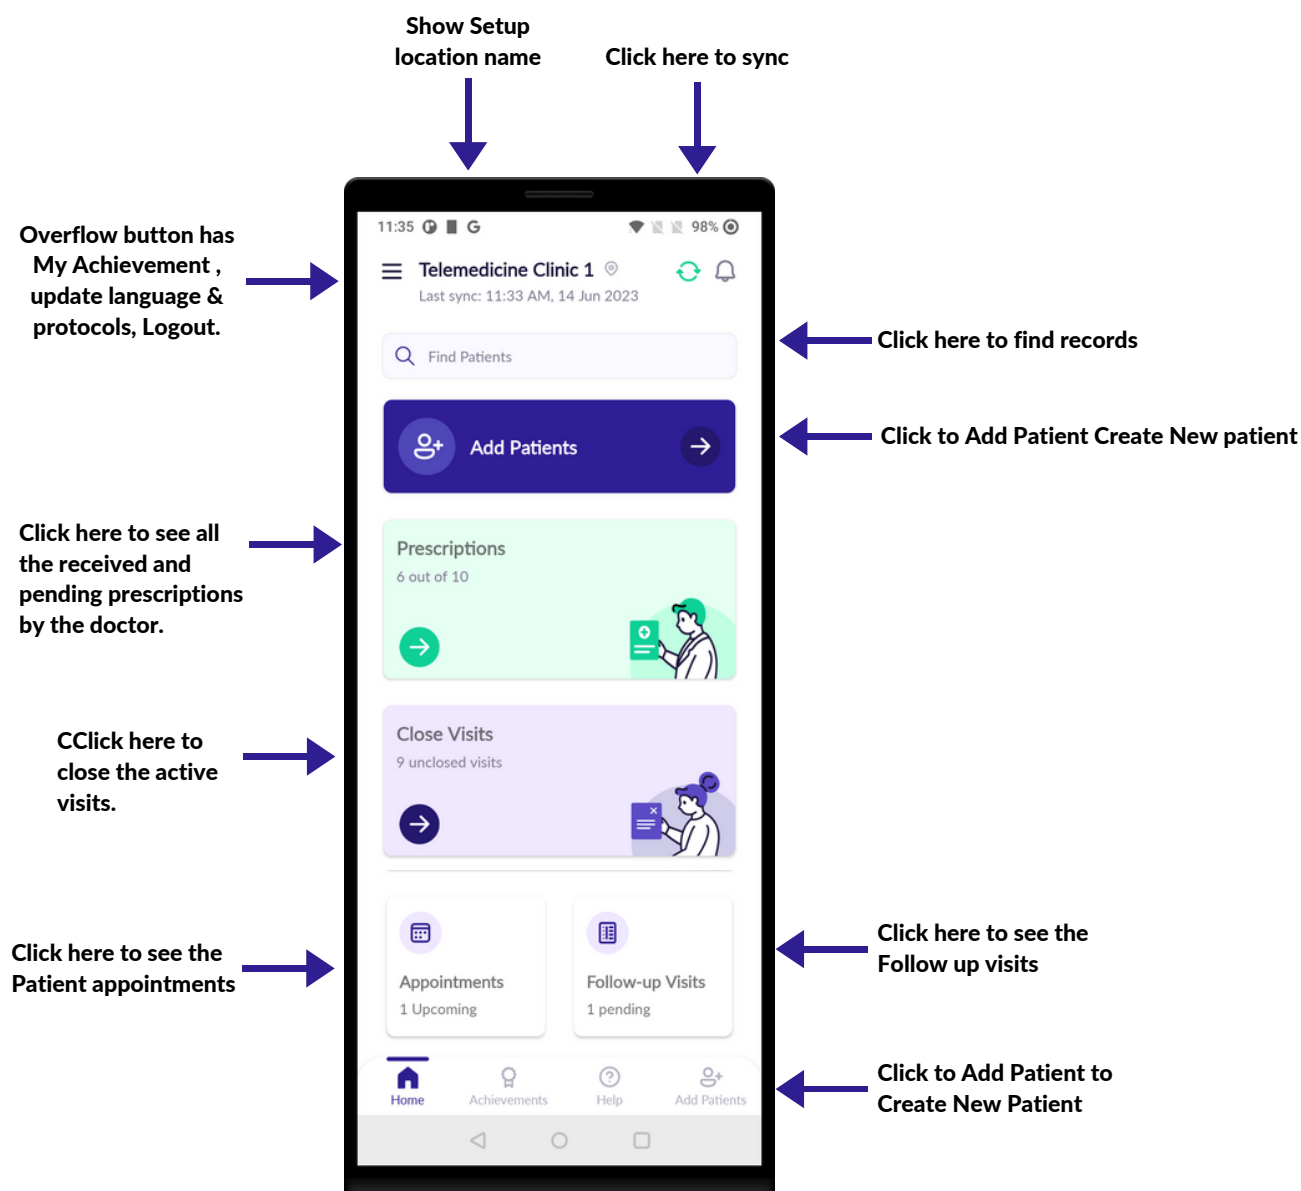 Show Setup
location name
Click here to sync
Overflow button has
My Achievement ,
update language &
protocols, Logout.
11:35
G
98%
Telemedicine Clinic 1
Last sync: 11:33 AM, 14 Jun 2023
Find Patients
Click here to find records
Add Patients
Click to Add Patient Create New patient
Click here to see all
the received and
pending prescriptions
by the doctor.
Prescriptions
6 out of 10
CClick here to
close the active
visits.
Close Visits
9 unclosed visits
Click here to see the
Patient appointments
Appointments
1 Upcoming
Follow-up Visits
1 pending
Click here to see the
Follow up visits
Home
Achievements
Help
Add Patients
Click to Add Patient to
Create New Patient